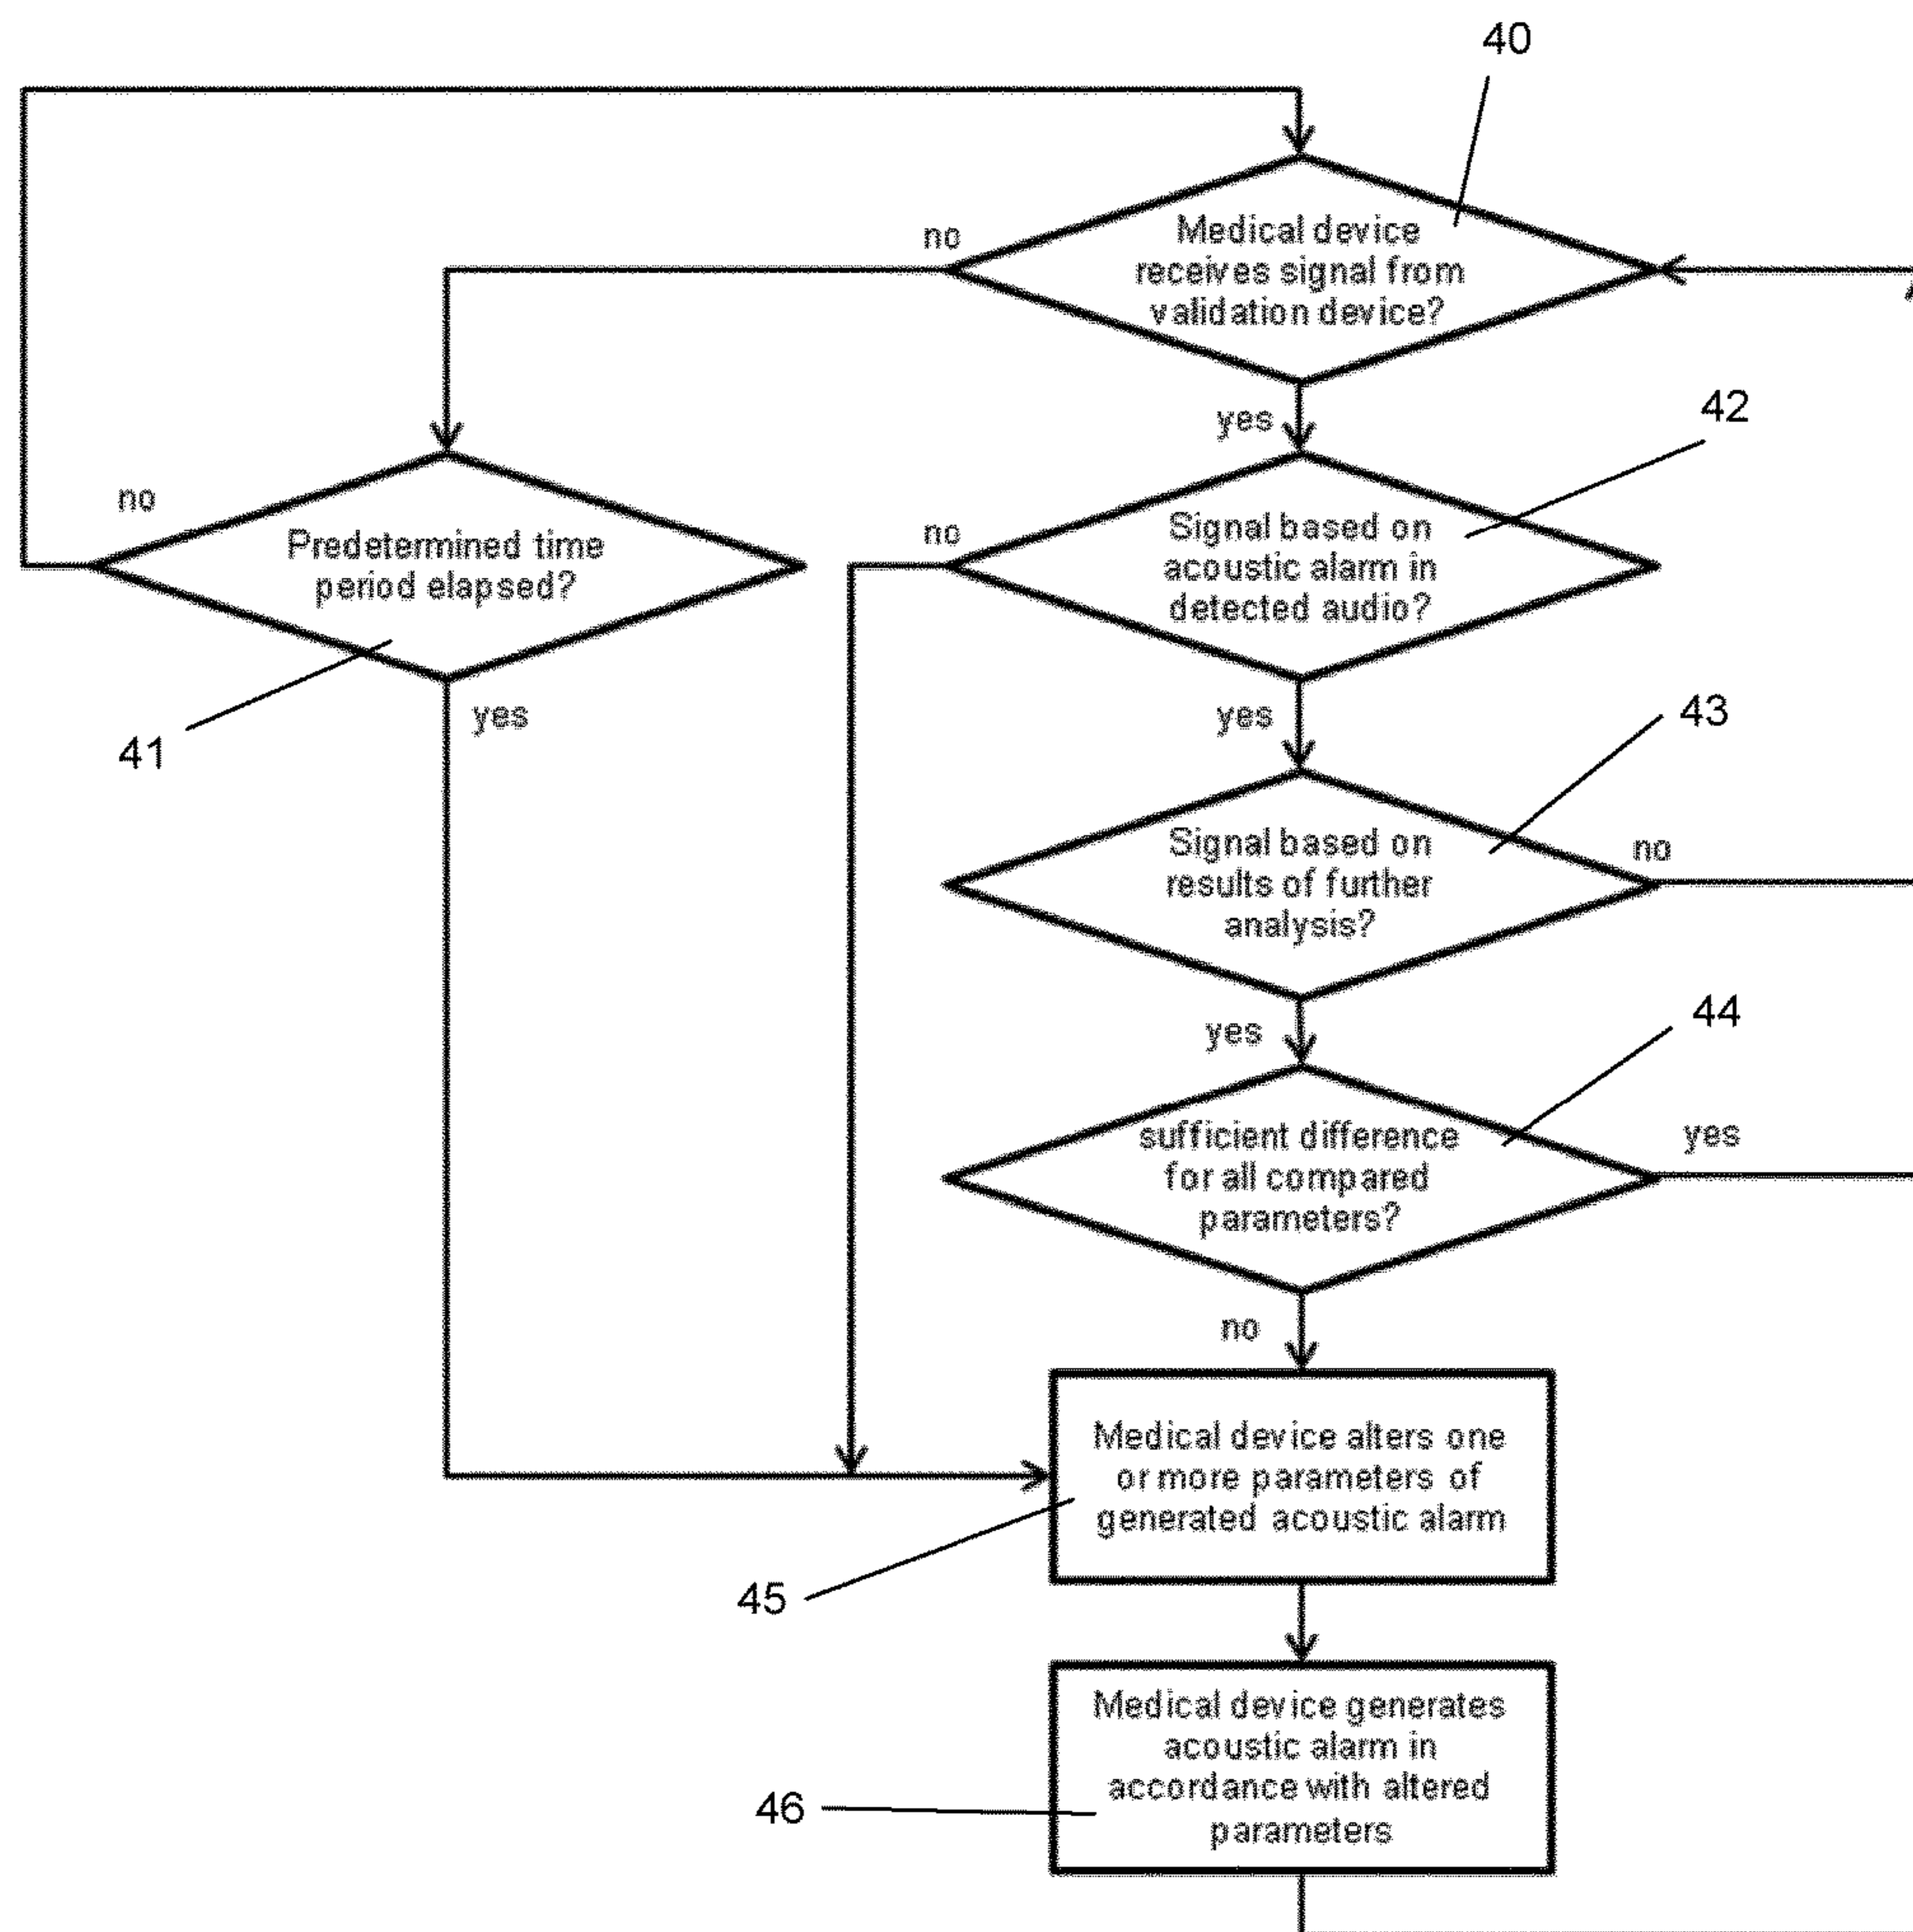 40
no
Medical device
receives signal from
validation device?
yes
42
no
Predetermined time
period elapsed?
41
yes
no
Signal based on
acoustic alarm in
detected audio?
yes
43
Signal based on
results of further
analysis?
no
yes
44
sufficient difference
for all compared
parameters?
yes
no
Medical device alters one
or more parameters of
generated acoustic alarm
45
Medical device generates
acoustic alarm in
accordance with altered
parameters
46